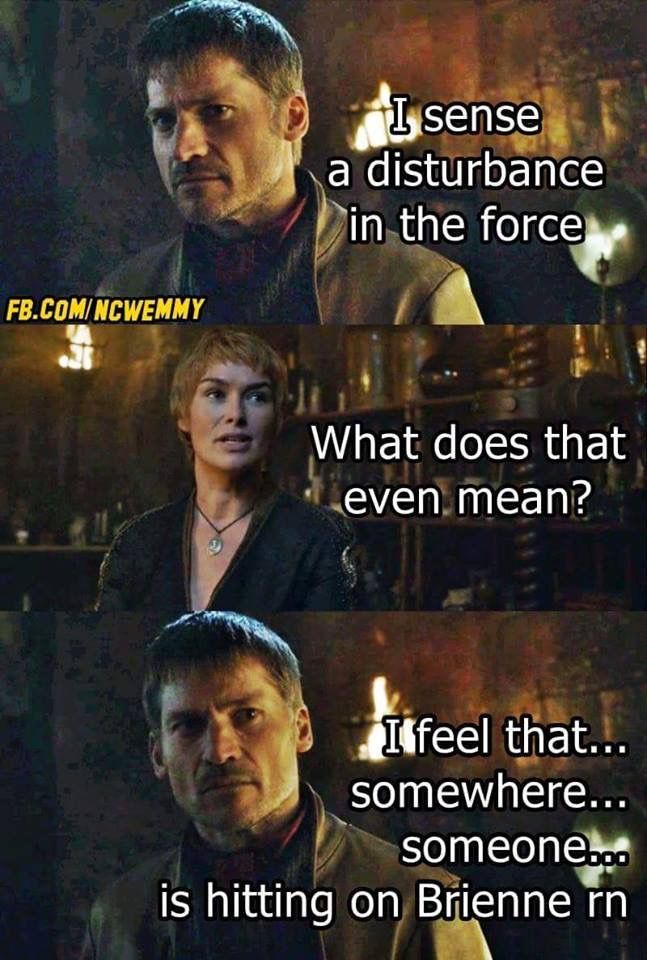 I sense
a disturbance
in the force
FB.COM/NCWEMMY
What does that
even mean?
I feel that...
somewhere...
someone...
is hitting on Brienne rn